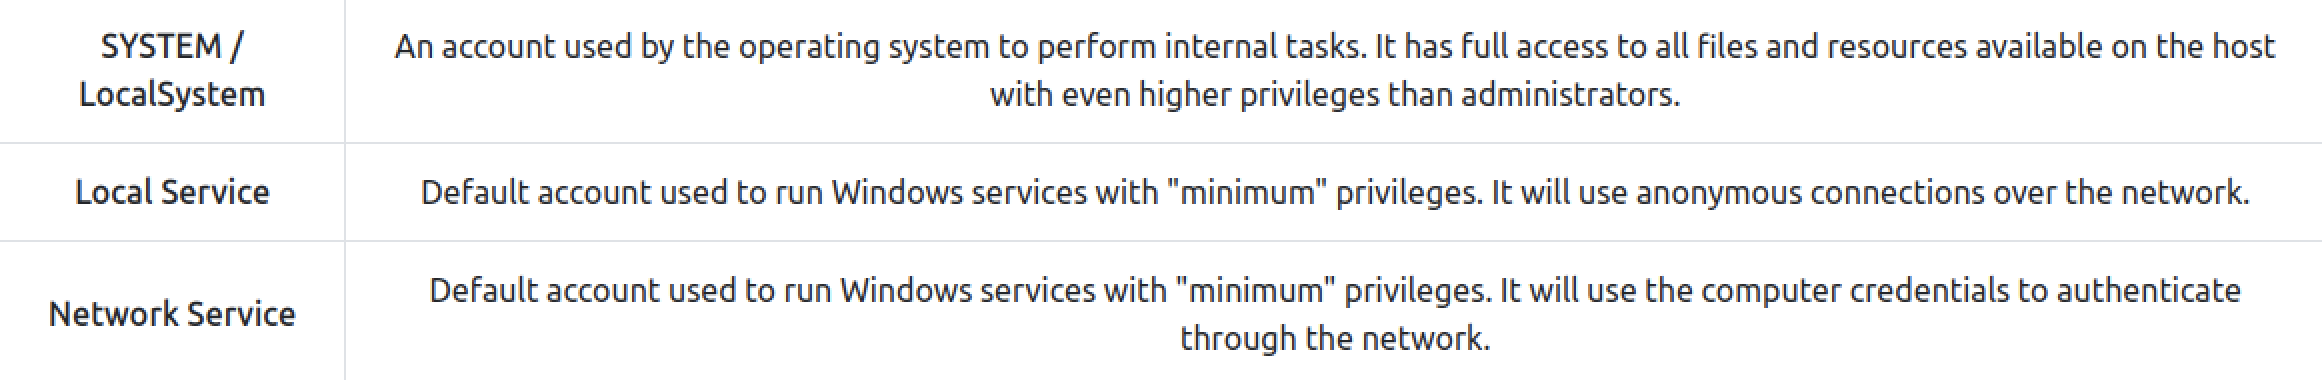 SYSTEM /
LocalSystem
An account used by the operating system to perform internal tasks. It has full access to all files and resources available on the host
with even higher privileges than administrators.
Local Service
Default account used to run Windows services with "minimum" privileges. It will use anonymous connections over the network.
Network Service
Default account used to run Windows services with "minimum" privileges. It will use the computer credentials to authenticate
through the network.